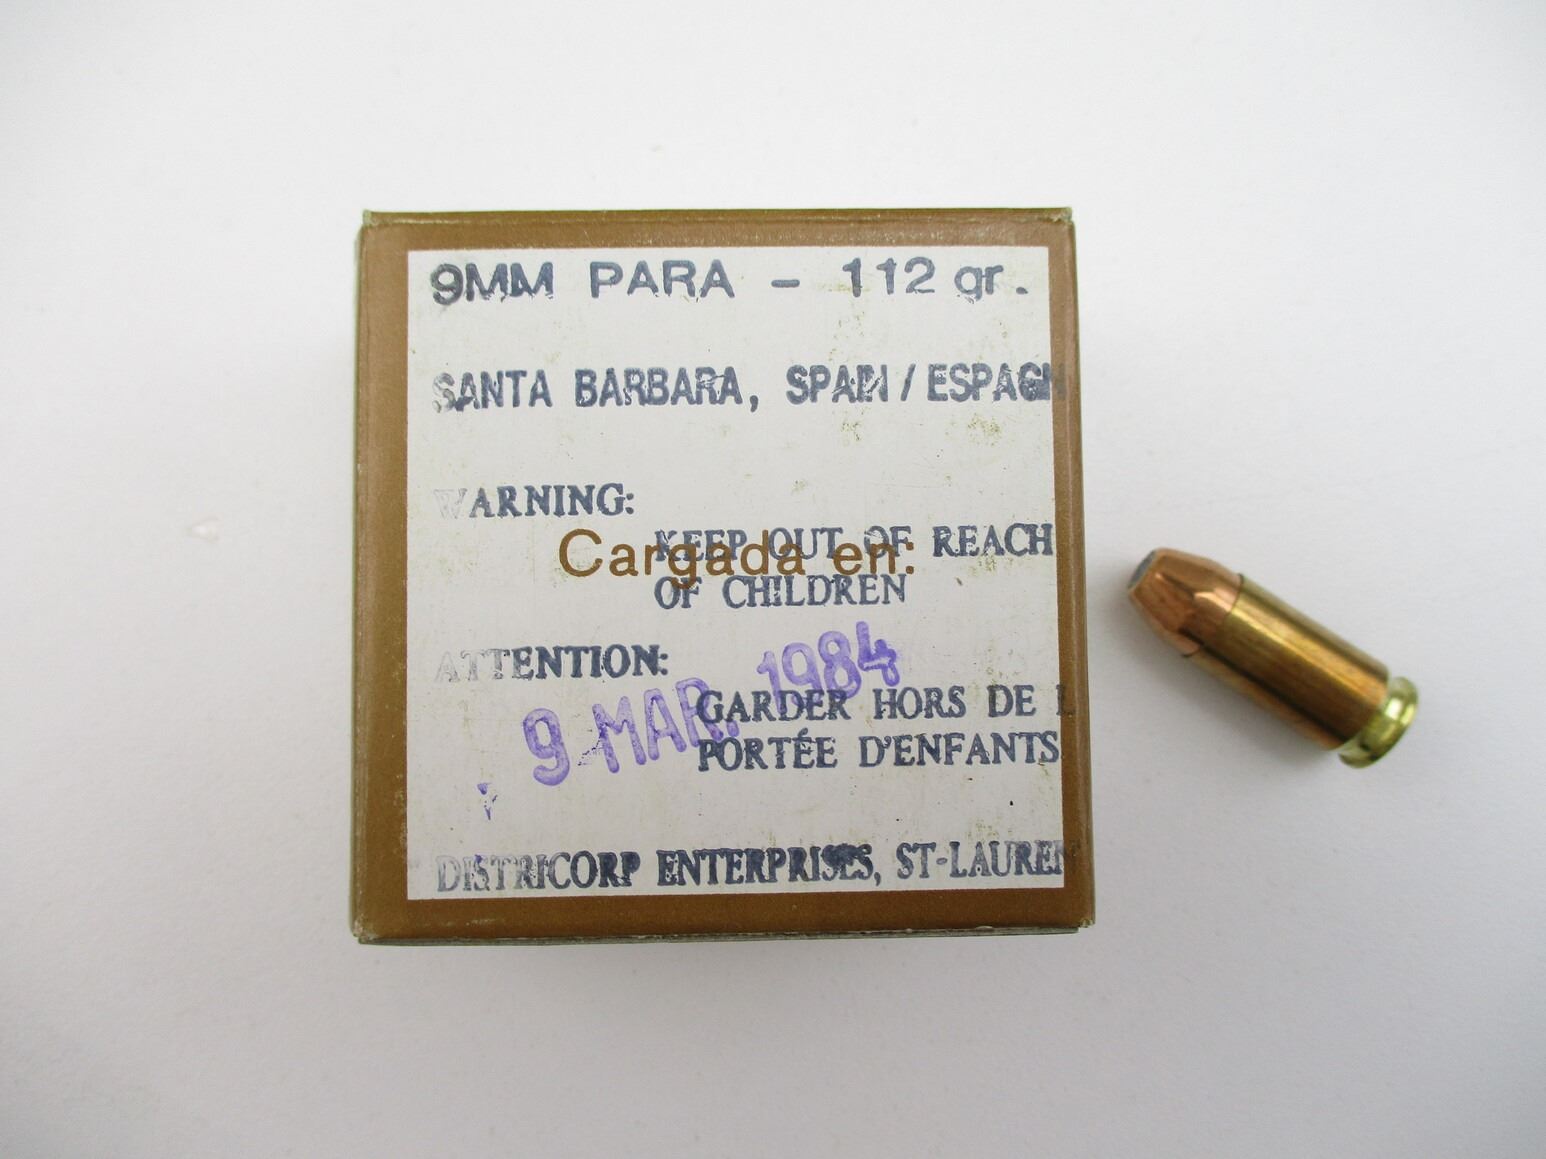 9MM PARA - 112 gr.
SANTA BARBARA, SPAIN / ESPAGN
WARNING:
KEEP OUT OF REACH
Cargada en:
OF CHILDREN
ATTENTION:
9 MAR. 1984
GARDER HORS DE L
PORTÉE D'ENFANTS
DISTRICORP ENTERPRISES, ST-LAUREN